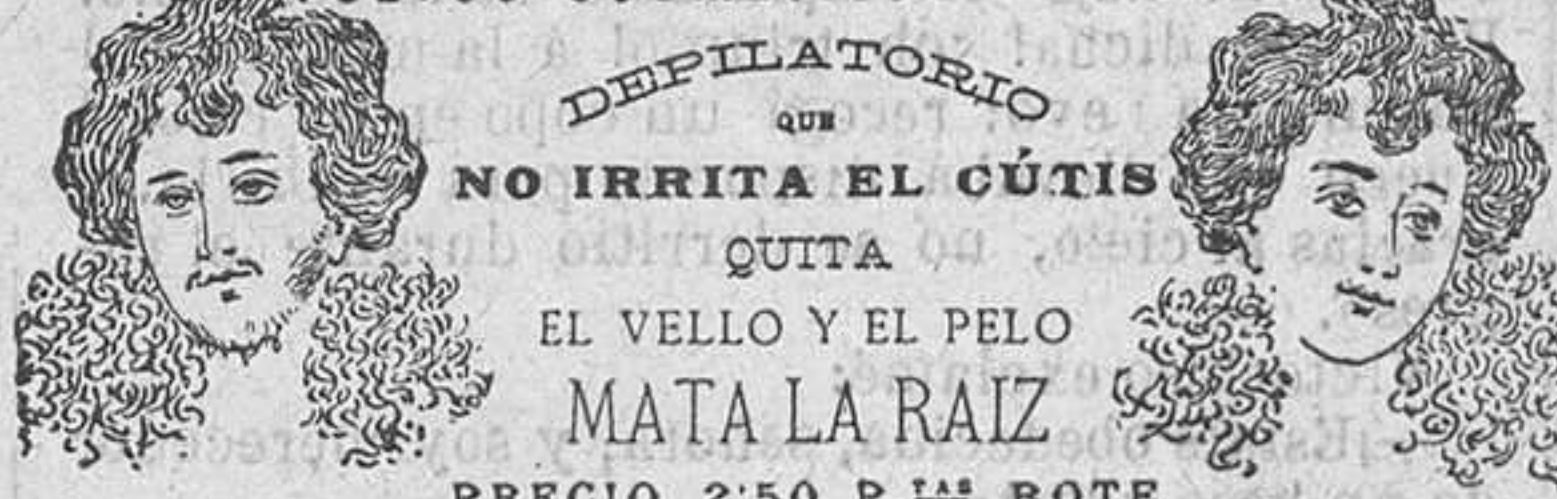 DEPILATORIO
QUE
NO IRRITA EL CÚTIS
QUITA
EL VELLO Y EL PELO
MATA LA RAIZ
PRECIO 2'50 P.TAS BOTE